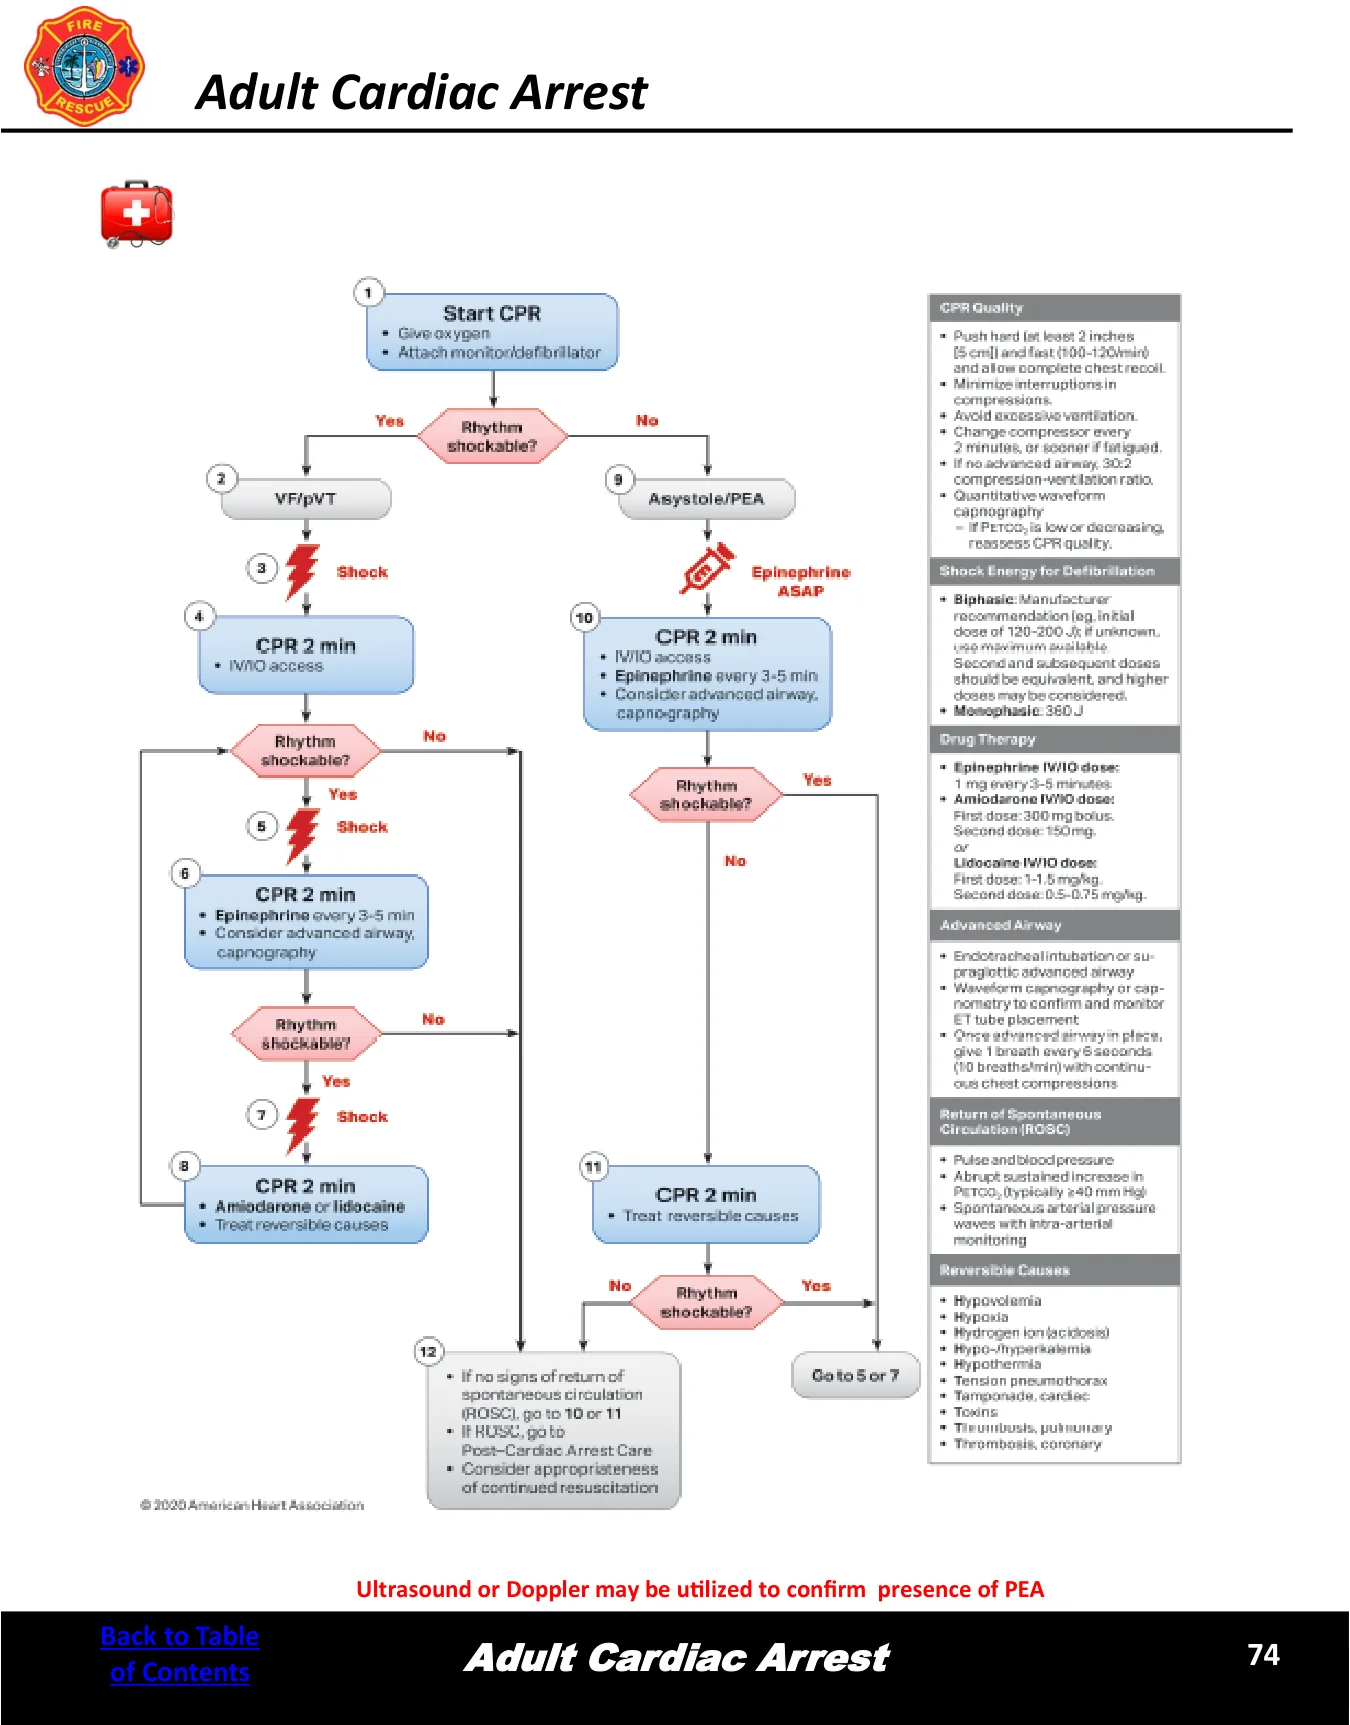 FIRE
RESCUE
Adult Cardiac Arrest
1
Start CPR
• Give oxygen
• Attach monitor/defibrillator
Yes
Rhythm
shockable?
No
2
VF/pVT
9
Asystole/PEA
3
Shock
Epinephrine
ASAP
4
CPR 2 min
• IV/IO access
10
CPR 2 min
• IV/IO access
• Epinephrine every 3-5 min
• Consider advanced airway,
capnography
Rhythm
shockable?
No
Yes
5
Shock
Rhythm
shockable?
Yes
No
6
CPR 2 min
• Epinephrine every 3-5 min
• Consider advanced airway,
capnography
Rhythm
shockable?
No
Yes
7
Shock
8
CPR 2 min
• Amiodarone or lidocaine
• Treat reversible causes
11
CPR 2 min
• Treat reversible causes
No
Rhythm
shockable?
Yes
12
• If no signs of return of
spontaneous circulation
(ROSC), go to 10 or 11
• If ROSC, go to
Post–Cardiac Arrest Care
• Consider appropriateness
of continued resuscitation
Go to 5 or 7
CPR Quality
• Push hard (at least 2 inches
[5 cm]) and fast (100-120/min)
and allow complete chest recoil.
• Minimize interruptions in
compressions.
• Avoid excessive ventilation.
• Change compressor every
2 minutes, or sooner if fatigued.
• If no advanced airway, 30:2
compression-ventilation ratio.
• Quantitative waveform
capnography
– If PETCO₂ is low or decreasing,
reassess CPR quality.
Shock Energy for Defibrillation
• Biphasic: Manufacturer
recommendation (eg, initial
dose of 120-200 J); if unknown,
use maximum available.
Second and subsequent doses
should be equivalent, and higher
doses may be considered.
• Monophasic: 360 J
Drug Therapy
• Epinephrine IV/IO dose:
1 mg every 3-5 minutes
• Amiodarone IV/IO dose:
First dose: 300 mg bolus.
Second dose: 150 mg.
or
Lidocaine IV/IO dose:
First dose: 1-1.5 mg/kg.
Second dose: 0.5-0.75 mg/kg.
Advanced Airway
• Endotracheal intubation or su-
praglottic advanced airway
• Waveform capnography or cap-
nometry to confirm and monitor
ET tube placement
• Once advanced airway in place,
give 1 breath every 6 seconds
(10 breaths/min) with continu-
ous chest compressions
Return of Spontaneous
Circulation (ROSC)
• Pulse and blood pressure
• Abrupt sustained increase in
PETCO₂ (typically ≥40 mm Hg)
• Spontaneous arterial pressure
waves with intra-arterial
monitoring
Reversible Causes
• Hypovolemia
• Hypoxia
• Hydrogen ion (acidosis)
• Hypo-/hyperkalemia
• Hypothermia
• Tension pneumothorax
• Tamponade, cardiac
• Toxins
• Thrombosis, pulmonary
• Thrombosis, coronary
© 2020 American Heart Association
Ultrasound or Doppler may be utilized to confirm presence of PEA
Back to Table
of Contents
Adult Cardiac Arrest
74